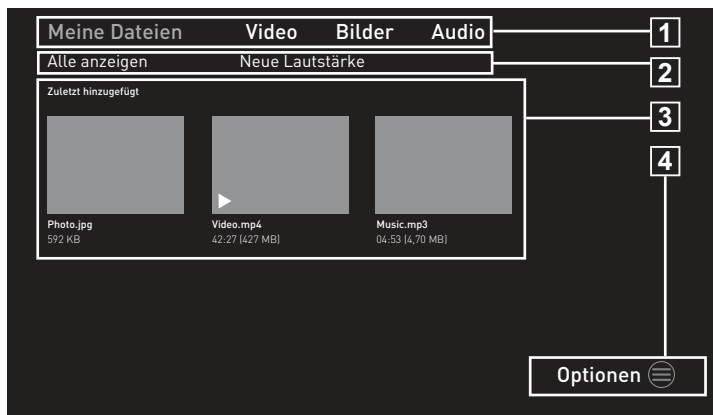 Meine Dateien Video Bilder Audio 1
Alle anzeigen Neue Lautstärke 2
Zuletzt hinzugefügt
3
4
Photo.jpg Video.mp4 Music.mp3
592 KB 42:27 (427 MB) 04:53 (4,70 MB)
Optionen